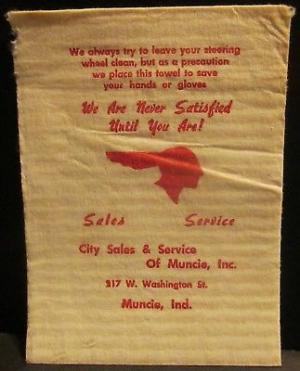 We always try to leave your steering
wheel clean, but as a precaution
we place this towel to save
your hands or gloves
We Are Never Satisfied
Until You Are!
Sales Service
City Sales & Service
Of Muncie, Inc.
217 W. Washington St.
Muncie, Ind.